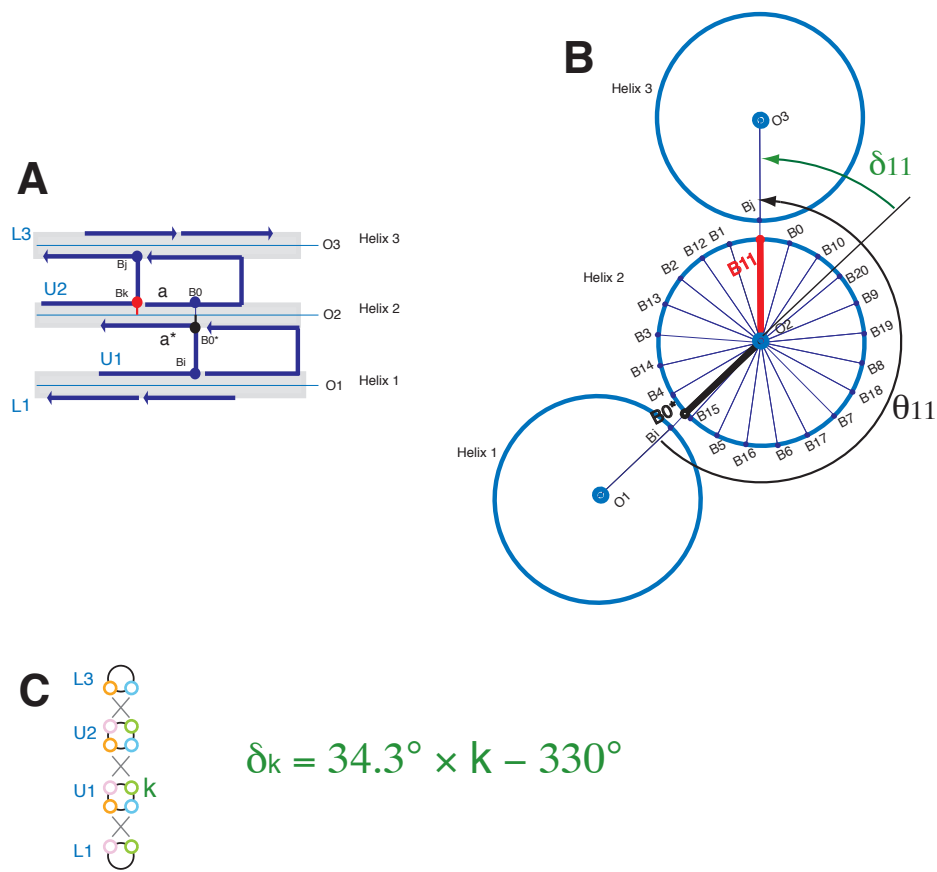 A
L3
O3
Helix 3
Bj
U2
Bk
a
B0
O2
Helix 2
a*
B0*
U1
Bi
O1
Helix 1
L1
B
Helix 3
O3
δ11
Bj
B1
B0
B12
B10
B11
B2
B20
Helix 2
B13
B9
O2
B3
B19
B14
B8
B4
B18
B0*
B15
B7
θ11
Bi
B5
B17
B16
B6
Helix 1
O1
C
L3
U2
U1
k
L1
δk = 34.3° × k − 330°